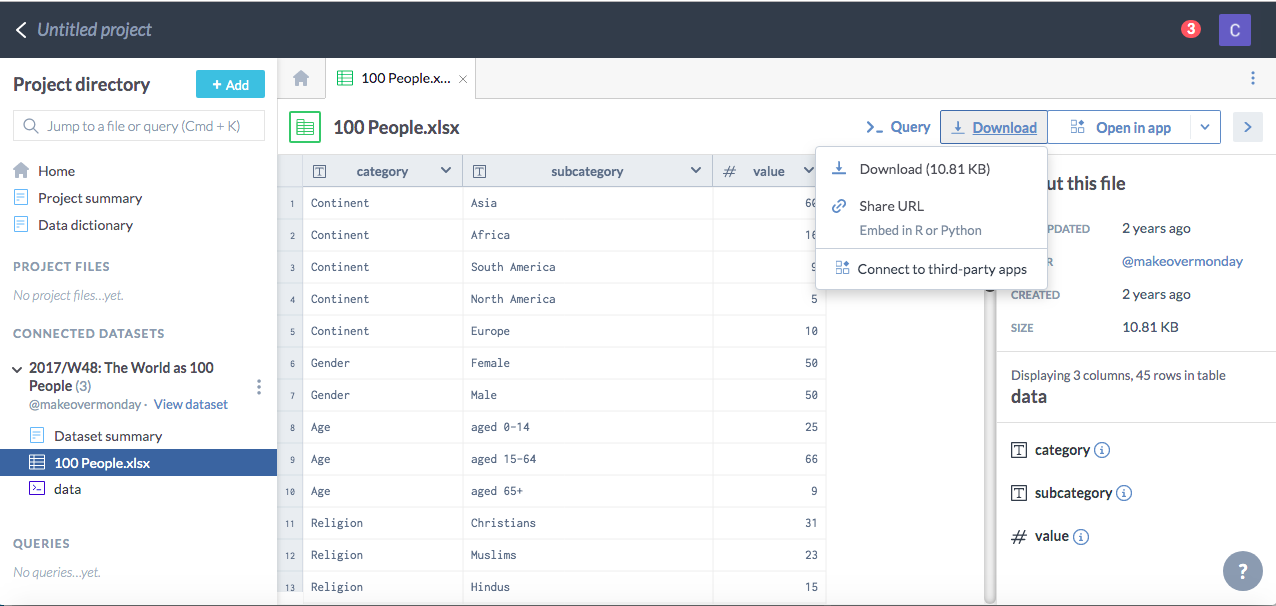 Untitled project
3
C
Project directory
+ Add
Jump to a file or query (Cmd + K)
Home
Project summary
Data dictionary
PROJECT FILES
No project files...yet.
CONNECTED DATASETS
2017/W48: The World as 100
People (3)
@makeovermonday · View dataset
Dataset summary
100 People.xlsx
data
QUERIES
No queries...yet.
100 People.x...
100 People.xlsx
Query
Download
Open in app
Download (10.81 KB)
Share URL
Embed in R or Python
Connect to third-party apps
category subcategory # value
1 Continent Asia
2 Continent Africa
3 Continent South America
4 Continent North America 5
5 Continent Europe 10
6 Gender Female 50
7 Gender Male 50
8 Age aged 0-14 25
9 Age aged 15-64 66
10 Age aged 65+ 9
11 Religion Christians 31
12 Religion Muslims 23
13 Religion Hindus 15
ut this file
PDATED 2 years ago
R @makeovermonday
CREATED 2 years ago
SIZE 10.81 KB
Displaying 3 columns, 45 rows in table
data
category
subcategory
# value
?